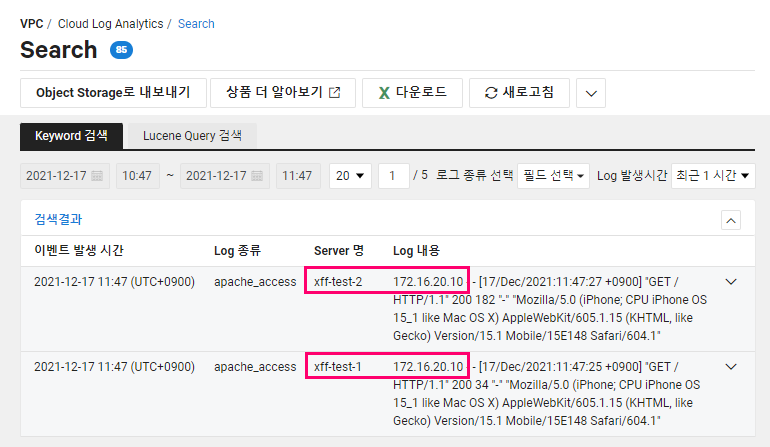 VPC / Cloud Log Analytics / Search
Search 85
Object Storage로 내보내기 상품 더 알아보기 다운로드 새로고침
Keyword 검색 Lucene Query 검색
2021-12-17 10:47 ~ 2021-12-17 11:47 20 1 / 5 로그 종류 선택 필드 선택 Log 발생시간 최근 1 시간
검색결과
이벤트 발생 시간 Log 종류 Server 명 Log 내용
2021-12-17 11:47 (UTC+0900) apache_access xff-test-2 172.16.20.10 - - [17/Dec/2021:11:47:27 +0900] "GET /
HTTP/1.1" 200 182 "-" "Mozilla/5.0 (iPhone; CPU iPhone OS
15_1 like Mac OS X) AppleWebKit/605.1.15 (KHTML, like
Gecko) Version/15.1 Mobile/15E148 Safari/604.1"
2021-12-17 11:47 (UTC+0900) apache_access xff-test-1 172.16.20.10 - - [17/Dec/2021:11:47:25 +0900] "GET /
HTTP/1.1" 200 34 "-" "Mozilla/5.0 (iPhone; CPU iPhone OS
15_1 like Mac OS X) AppleWebKit/605.1.15 (KHTML, like
Gecko) Version/15.1 Mobile/15E148 Safari/604.1"